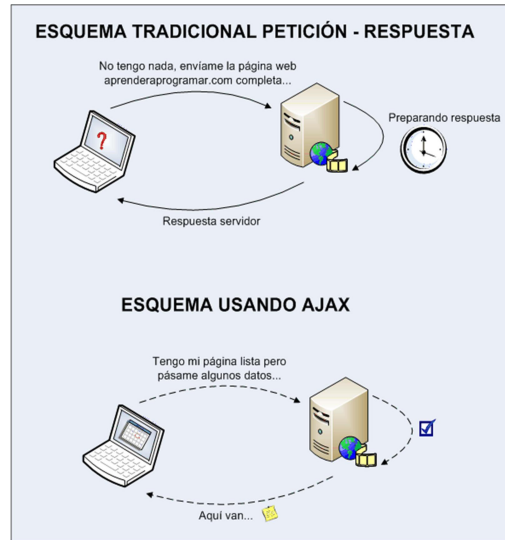 ESQUEMA TRADICIONAL PETICIÓN - RESPUESTA
No tengo nada, envíame la página web
aprenderaprogramar.com completa...
Preparando respuesta
?
Respuesta servidor
ESQUEMA USANDO AJAX
Tengo mi página lista pero
pásame algunos datos...
Aquí van...